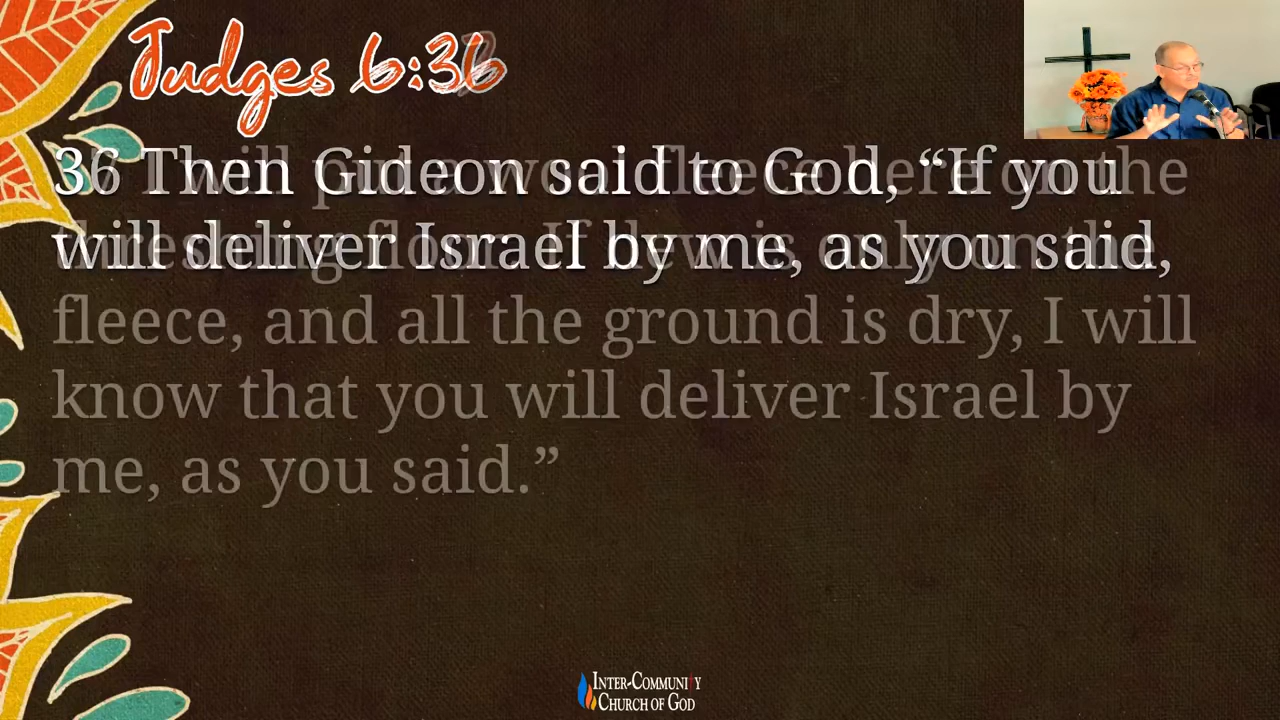 Judges 6:36
36 Then Gideon said to God, “If you
will deliver Israel by me, as you said,
fleece, and all the ground is dry, I will
know that you will deliver Israel by
me, as you said.”
Inter-Community
Church of God